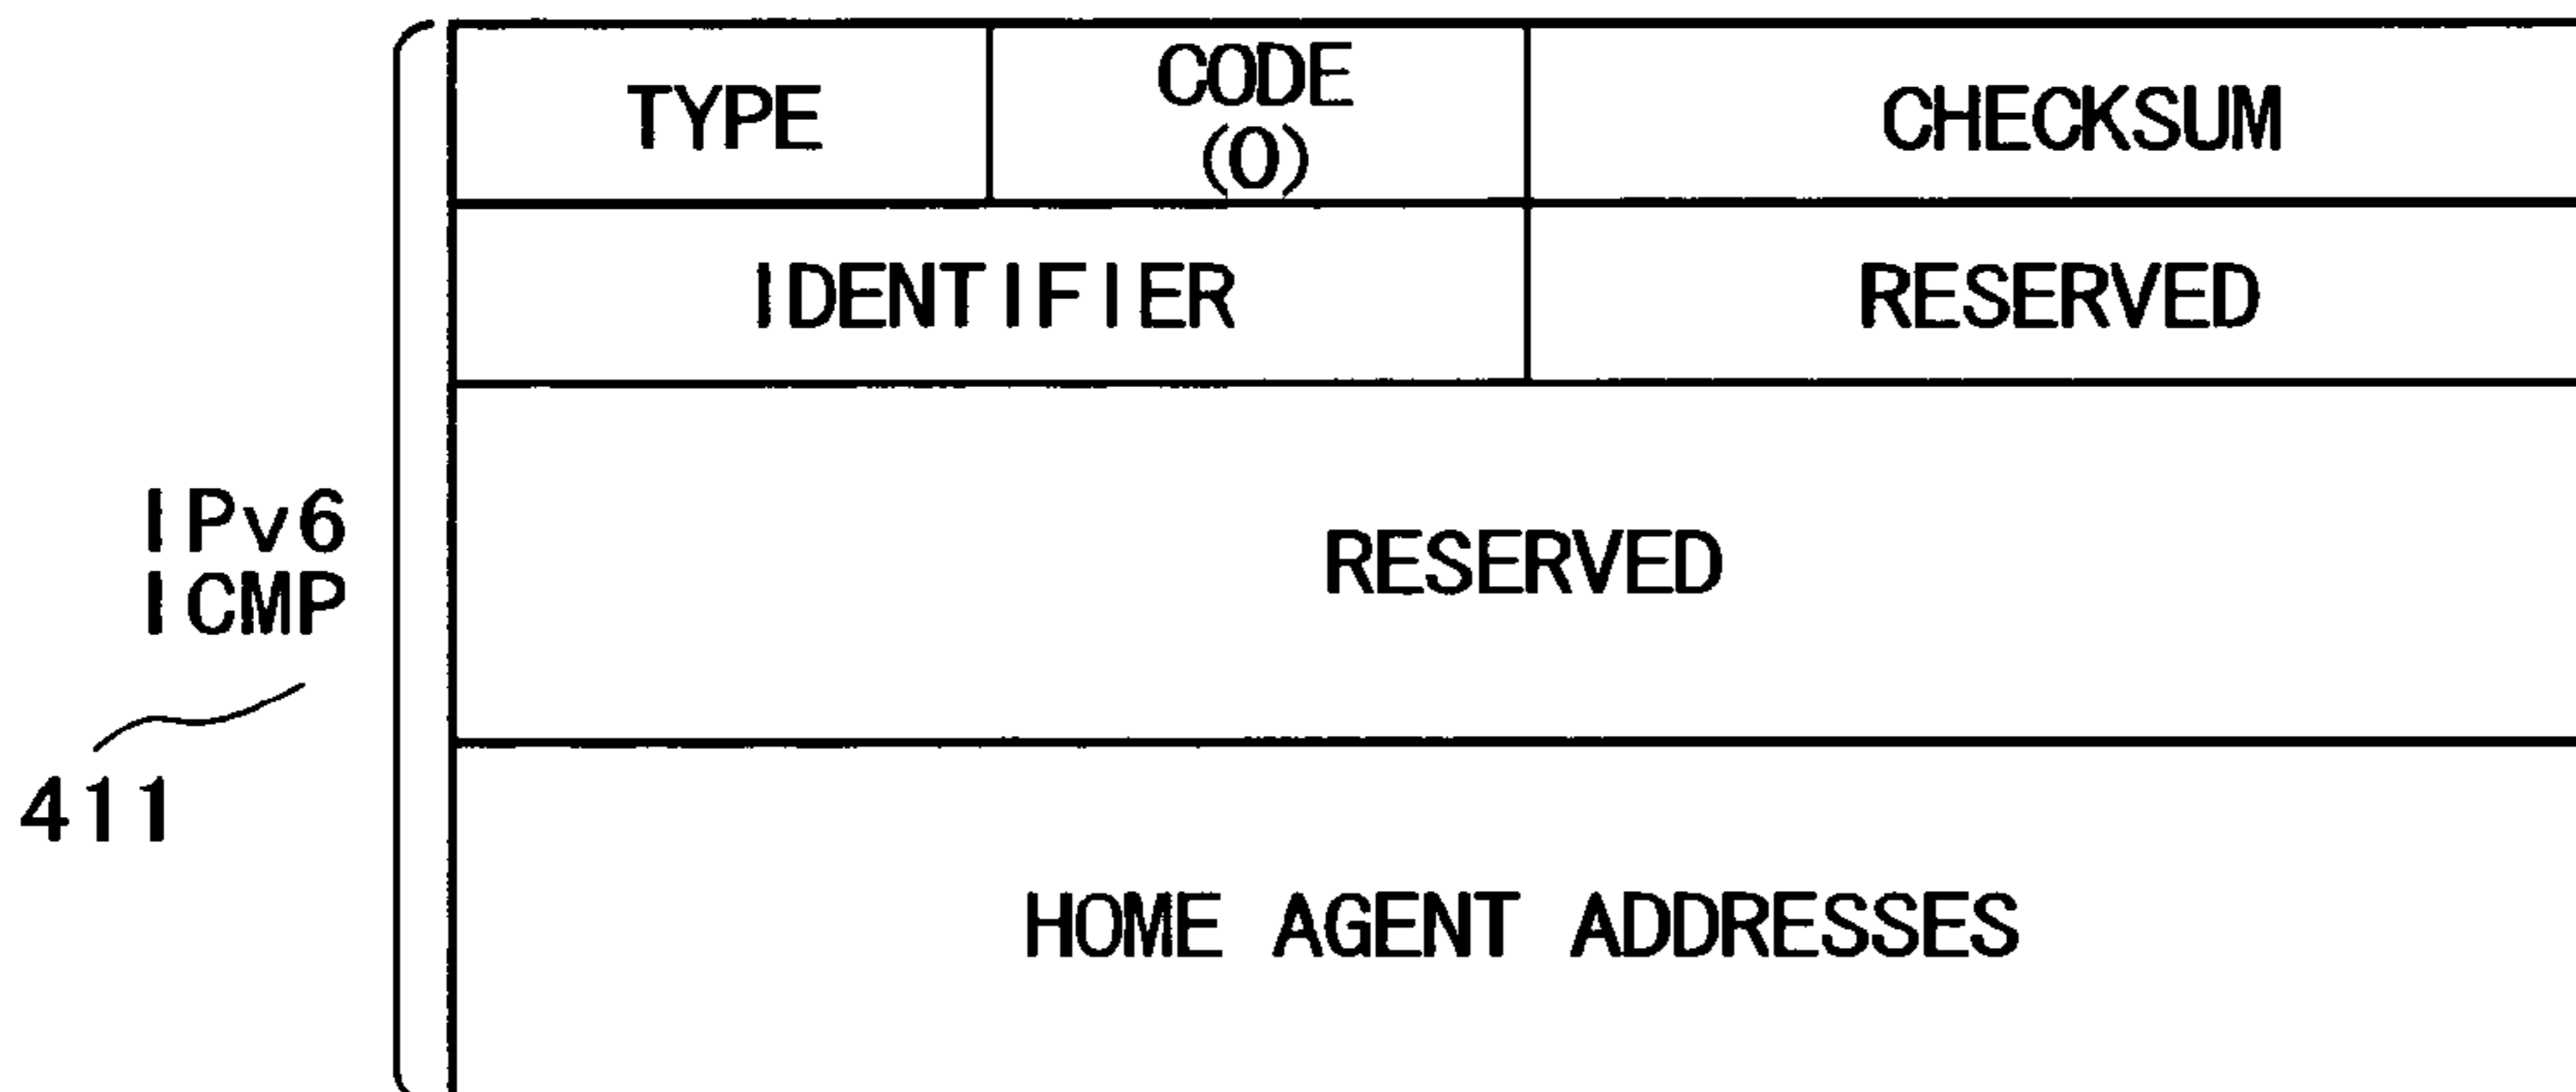 TYPE
CODE
(0)
CHECKSUM
IDENTIFIER
RESERVED
IPv6
ICMP
RESERVED
411
HOME AGENT ADDRESSES